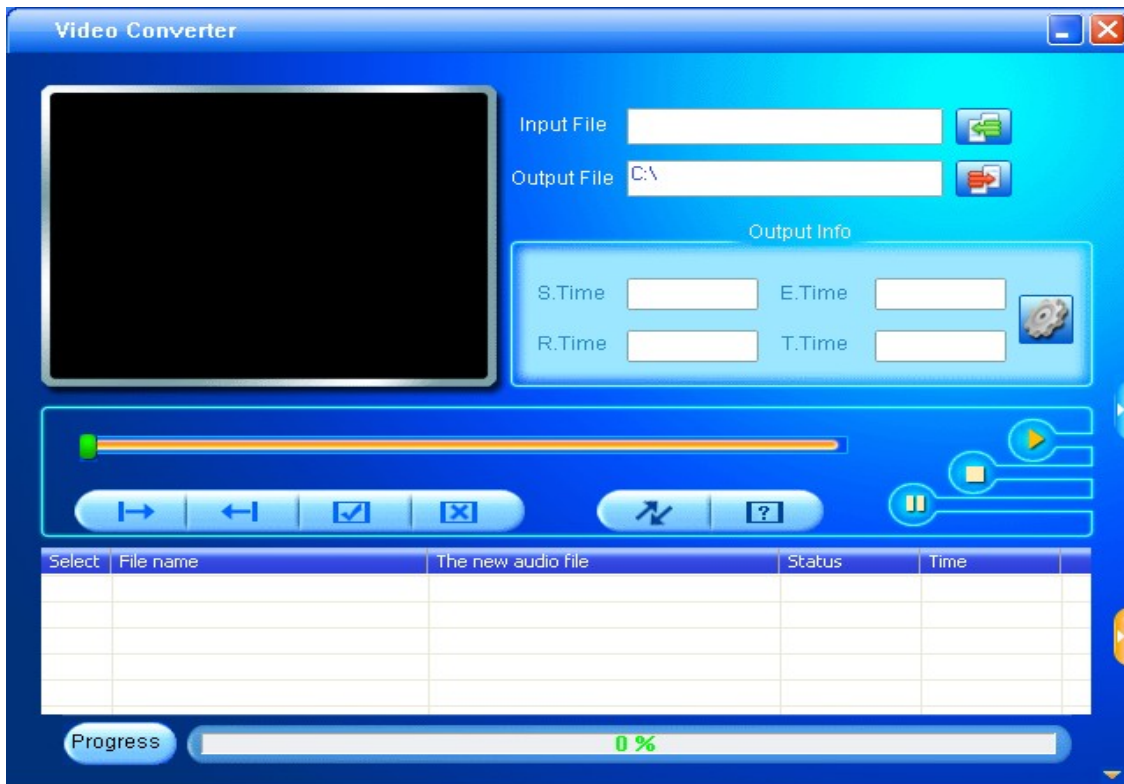 Video Converter
Input File
Output File C:\
Output Info
S.Time E.Time
R.Time T.Time
?
Select File name The new audio file Status Time
Progress 0 %